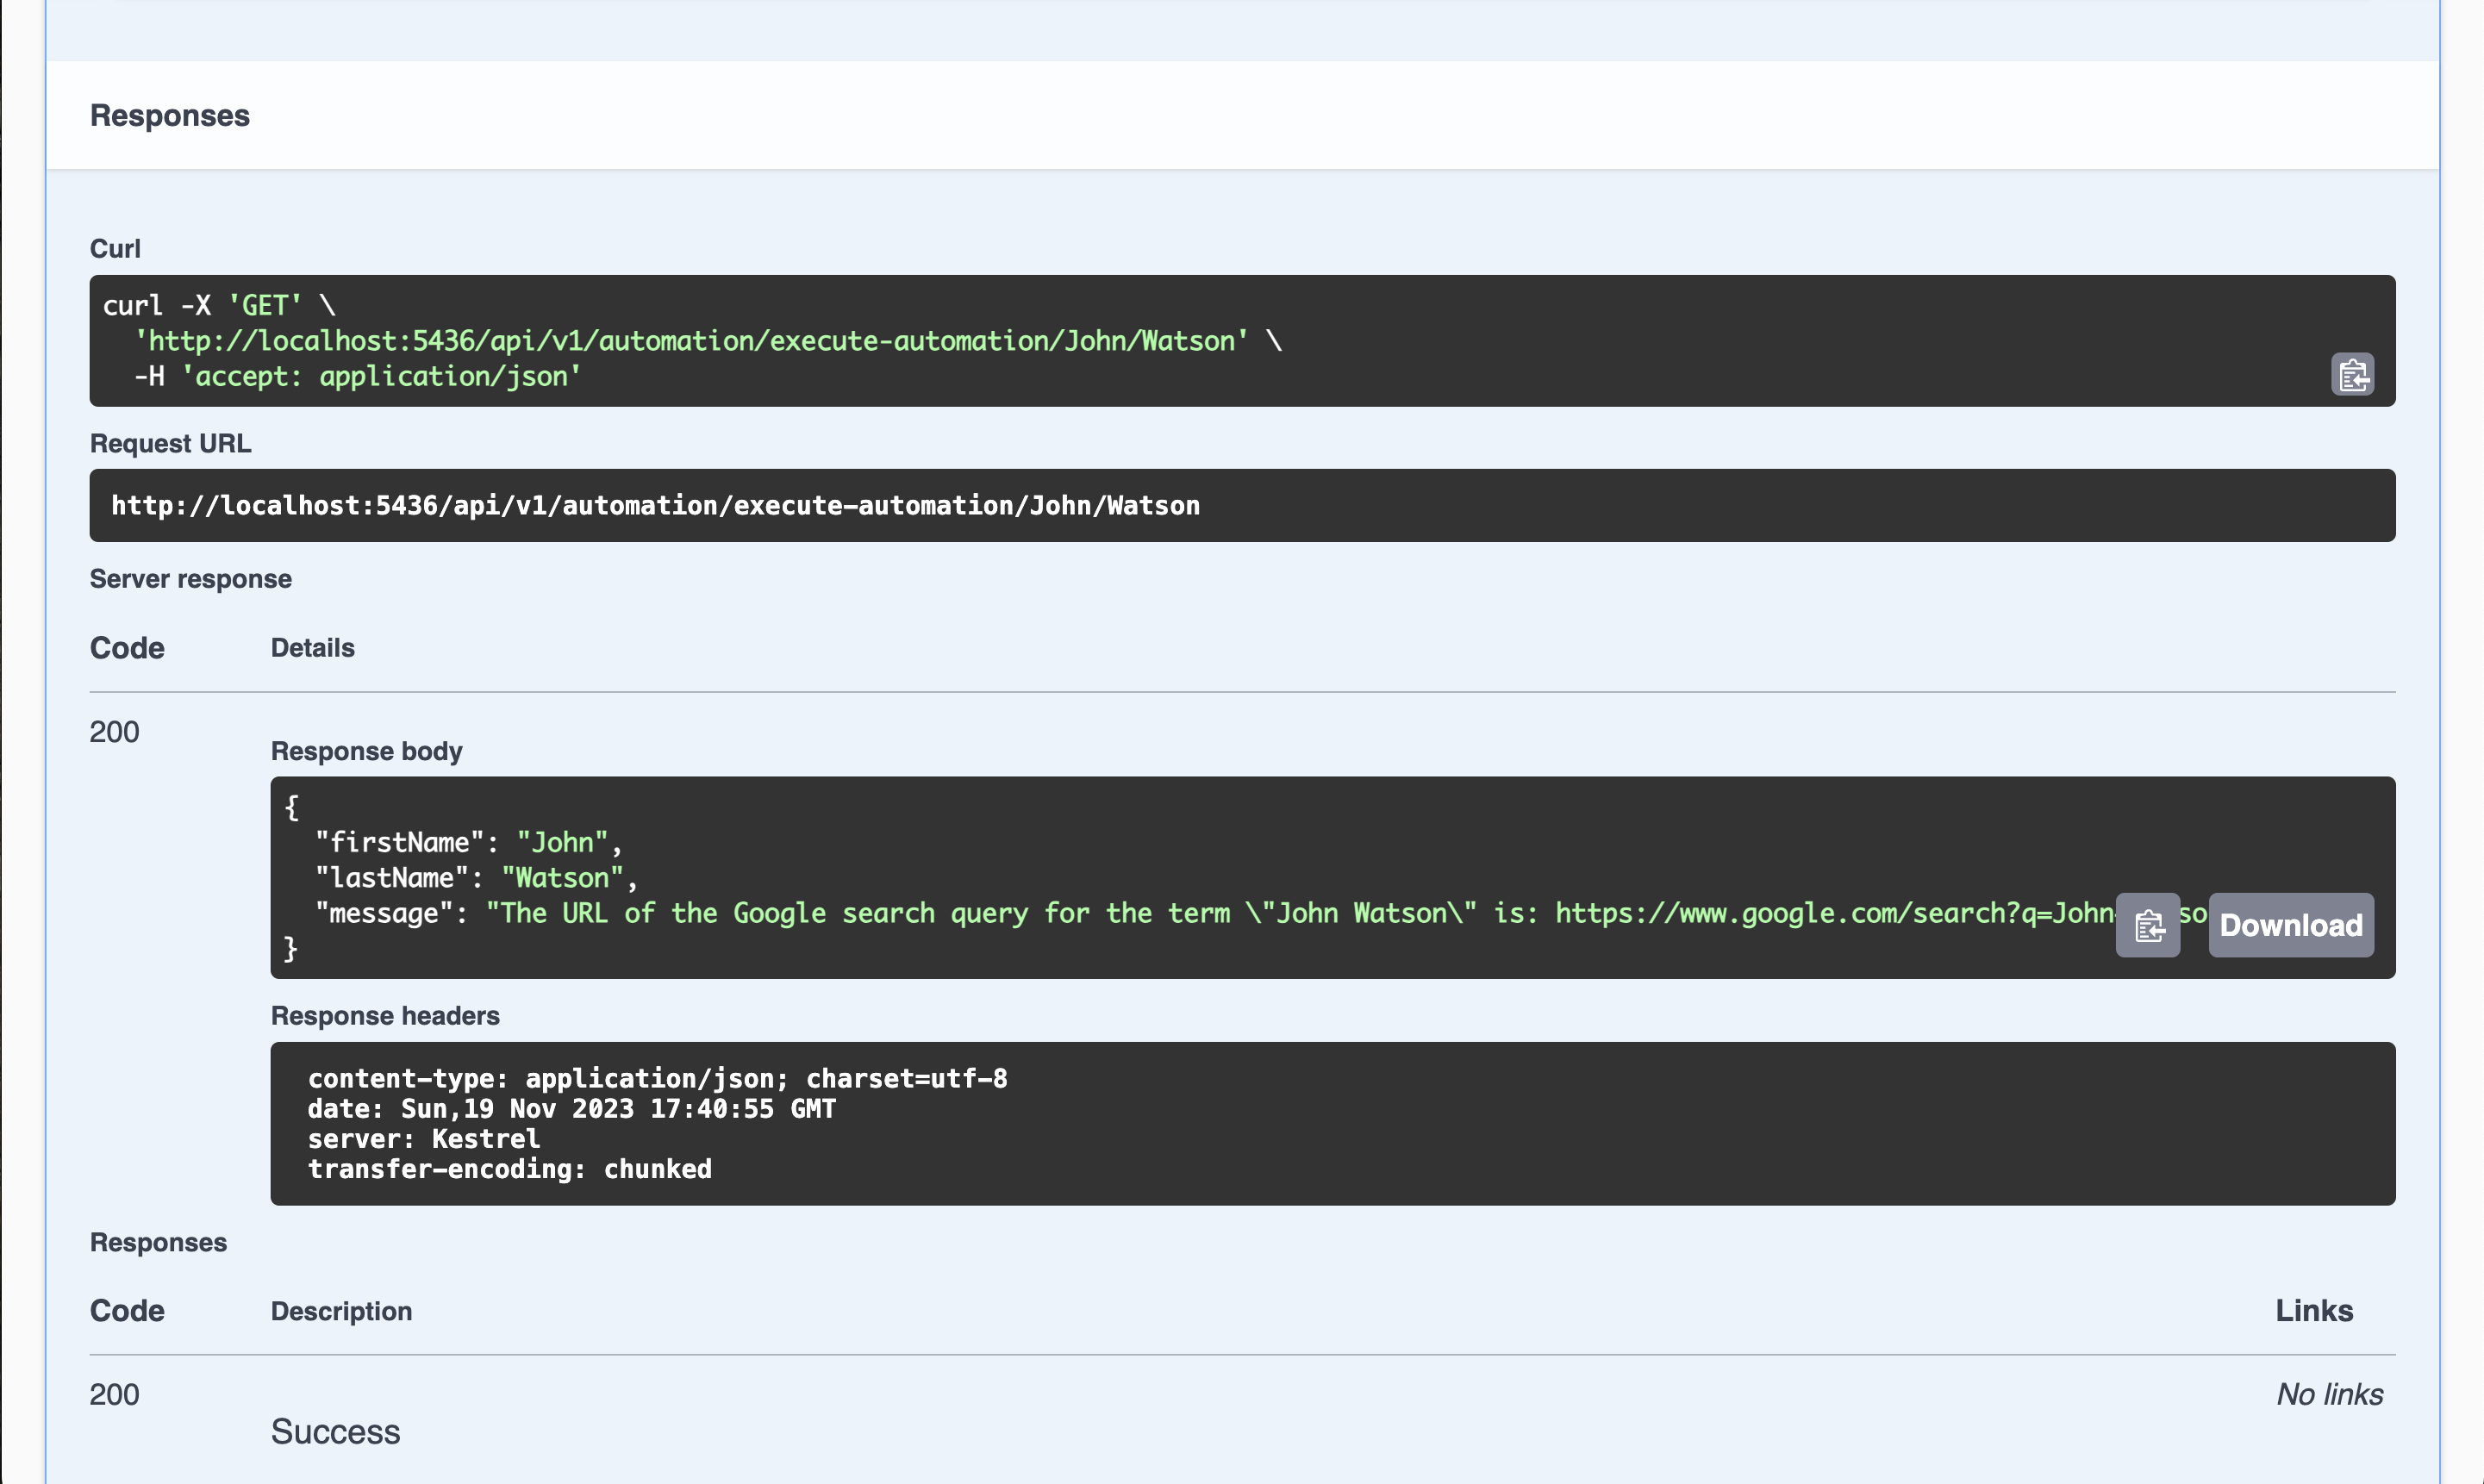 Responses
Curl
curl -X 'GET' \
  'http://localhost:5436/api/v1/automation/execute-automation/John/Watson' \
  -H 'accept: application/json'
Request URL
http://localhost:5436/api/v1/automation/execute-automation/John/Watson
Server response
Code Details
200
Response body
{
  "firstName": "John",
  "lastName": "Watson",
  "message": "The URL of the Google search query for the term \"John Watson\" is: https://www.google.com/search?q=John
Download
}
Response headers
content-type: application/json; charset=utf-8
date: Sun,19 Nov 2023 17:40:55 GMT
server: Kestrel
transfer-encoding: chunked
Responses
Code Description Links
200 No links
Success